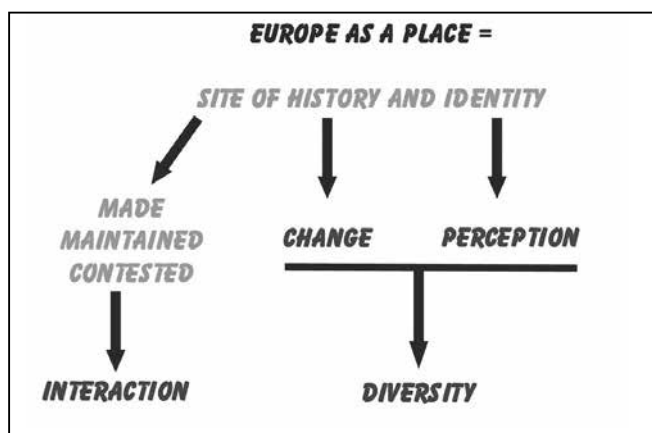 EUROPE AS A PLACE =
SITE OF HISTORY AND IDENTITY
MADE
MAINTAINED
CONTESTED
CHANGE
PERCEPTION
INTERACTION
DIVERSITY